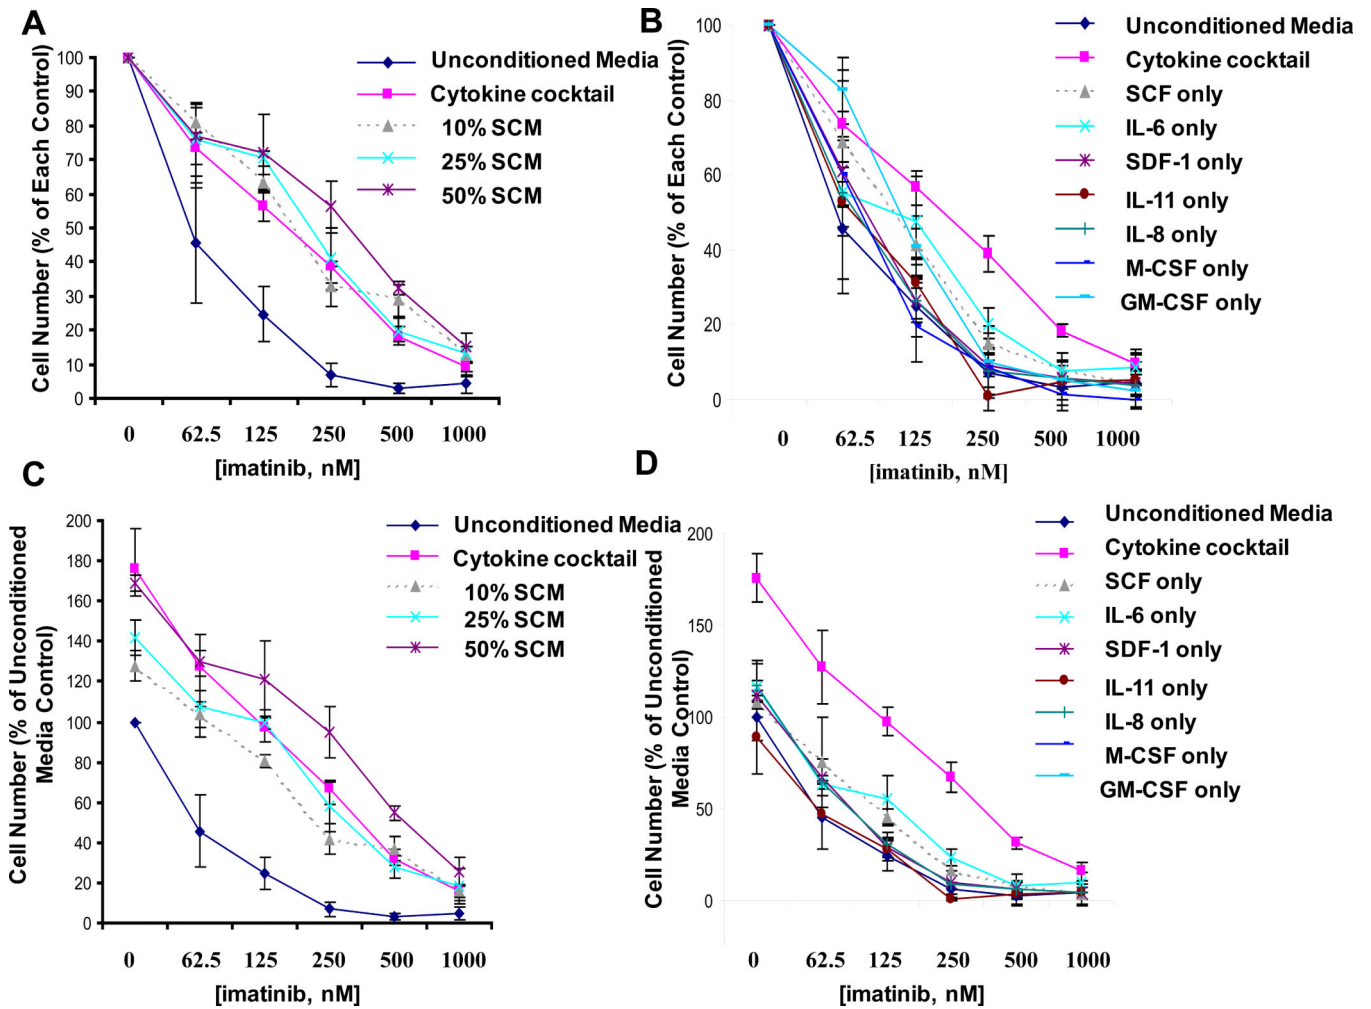 A
Cell Number (% of Each Control)
100
90
80
70
60
50
40
30
20
10
0
0 62.5 125 250 500 1000
[imatinib, nM]
Unconditioned Media
Cytokine cocktail
10% SCM
25% SCM
50% SCM
B
Cell Number (% of Each Control)
100
80
60
40
20
0
0 62.5 125 250 500 1000
[imatinib, nM]
Unconditioned Media
Cytokine cocktail
SCF only
IL-6 only
SDF-1 only
IL-11 only
IL-8 only
M-CSF only
GM-CSF only
C
Cell Number (% of Unconditioned
Media Control)
200
180
160
140
120
100
80
60
40
20
0
0 62.5 125 250 500 1000
[imatinib, nM]
Unconditioned Media
Cytokine cocktail
10% SCM
25% SCM
50% SCM
D
Cell Number (% of Unconditioned
Media Control)
200
150
100
50
0
0 62.5 125 250 500 1000
[imatinib, nM]
Unconditioned Media
Cytokine cocktail
SCF only
IL-6 only
SDF-1 only
IL-11 only
IL-8 only
M-CSF only
GM-CSF only